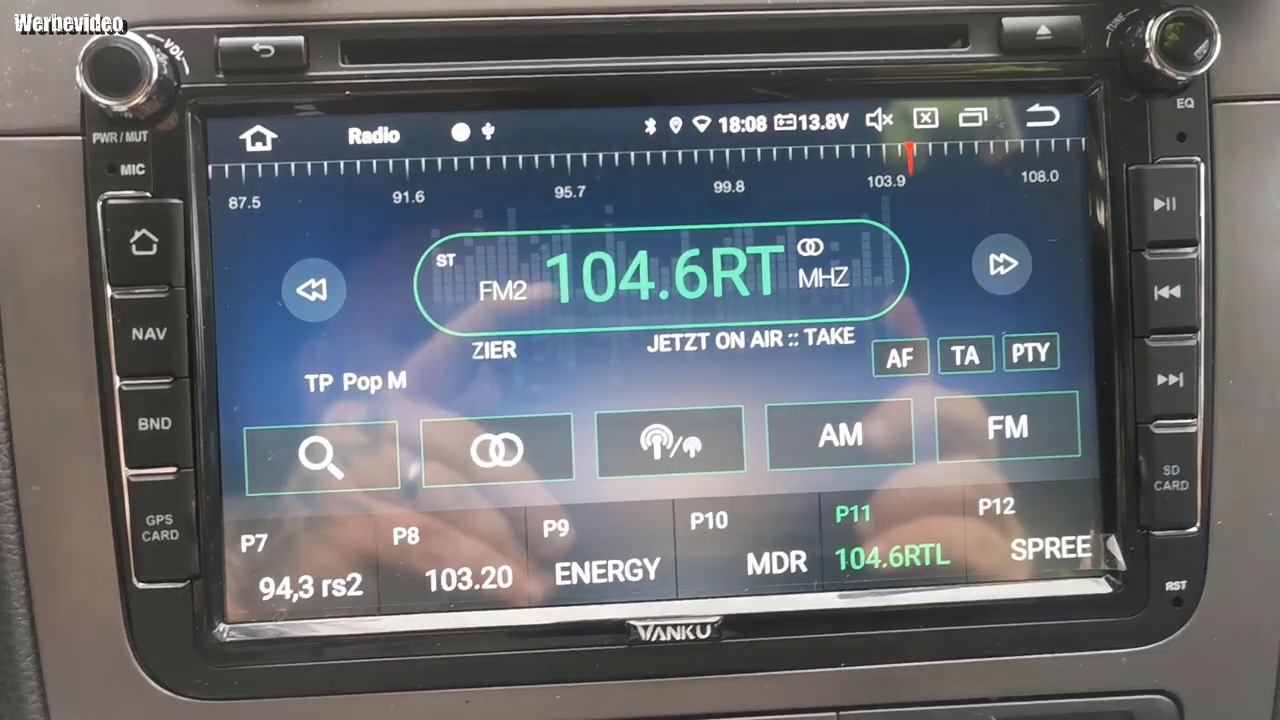 Werbevideo
VOL
TUNE
PWR / MUT
EQ
MIC
Radio 18:08 13.8V
87.5 91.6 95.7 99.8 103.9 108.0
ST
FM2 104.6RT MHZ
ZIER JETZT ON AIR :: TAKE
TP Pop M AF TA PTY
AM FM
NAV
BND
GPS
CARD
SD
CARD
P7 P8 P9 P10 P11 P12
94,3 rs2 103.20 ENERGY MDR 104.6RTL SPREE
RST
VANKU